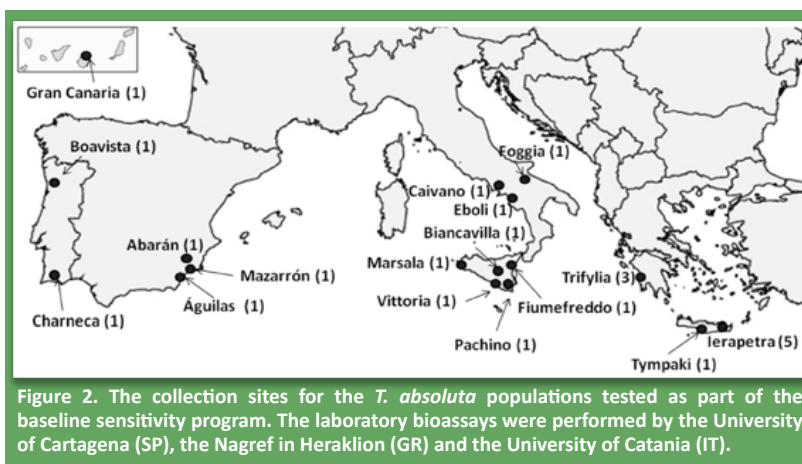 Gran Canaria (1)
Boavista (1)
Foggia (1)
Caivano (1)
Eboli (1)
Biancavilla (1)
Abarán (1)
Marsala (1)
Mazarrón (1)
Trifylia (3)
Águilas (1)
Vittoria (1)
Fiumefreddo (1)
Charneca (1)
Pachino (1)
Ierapetra (5)
Tympaki (1)
Figure 2. The collection sites for the T. absoluta populations tested as part of the
baseline sensitivity program. The laboratory bioassays were performed by the University
of Cartagena (SP), the Nagref in Heraklion (GR) and the University of Catania (IT).